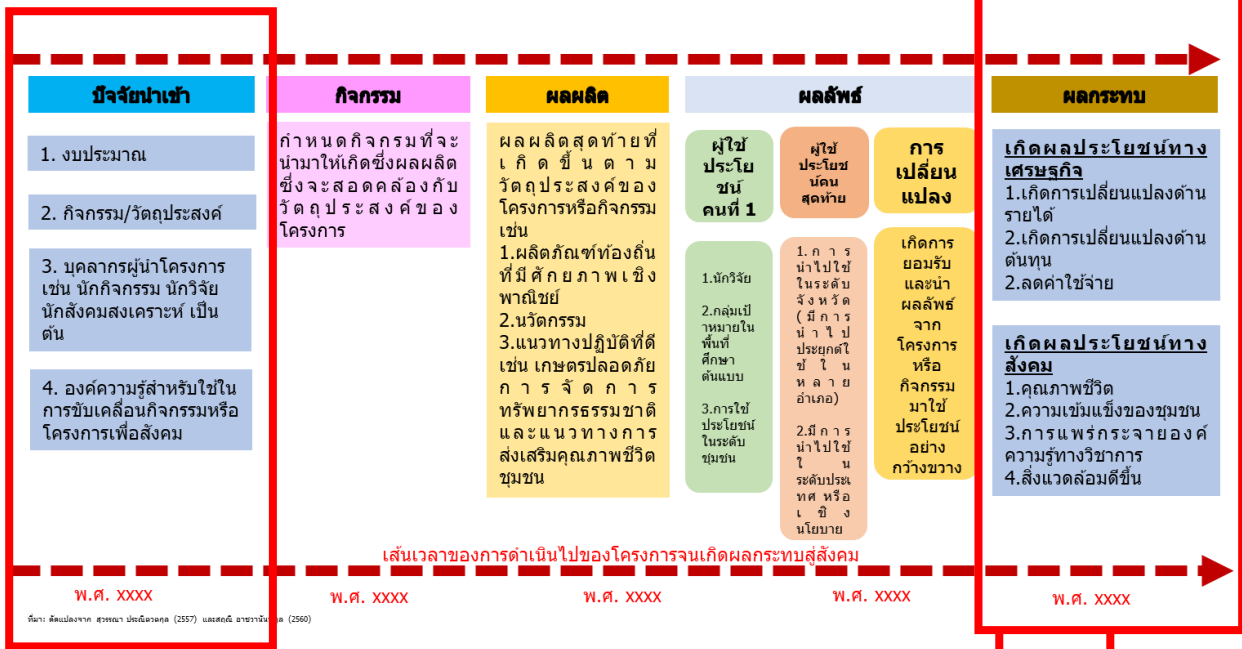 ปัจจัยนำเข้า
กิจกรรม
ผลผลิต
ผลลัพธ์
ผลกระทบ
1. งบประมาณ
2. กิจกรรม/วัตถุประสงค์
3. บุคลากรผู้นำโครงการ
เช่น นักกิจกรรม นักวิจัย
นักสังคมสงเคราะห์ เป็น
ต้น
4. องค์ความรู้สำหรับใช่ใน
การขับเคลื่อนกิจกรรมหรือ
โครงการเพื่อสังคม
กำหนดกิจกรมที่จะ
นำมาให้เกิดซึ่งผลผลิต
ซึ่งจะสอดคล้องกับ
วัตถุประสงค์ของ
โครงการ
ผลผลิตสุดท้ายที่
เกิดขึ้นตาม
วัตถุประสงค์ของ
โครงการหรือกิจกรรม
เช่น
1.ผลิตภัณฑ์ท้องถิ่น
ที่มีศักยภาพเชิง
พาณิชย์
2.นวัตกรรม
3.แนวทางปฏิบัติที่ดี
เช่น เกษตรปลอดภัย
การจัดการ
ทรัพยากรธรรมชาติ
และแนวทางการ
ส่งเสริมคุณภาพชีวิต
ชุมชน
ผู้ใช้
ประโย
ชน์
คนที่ 1
1.นักวิจัย
2.กลุ่มเป้
าหมายใน
พื้นที่
ศึกษา
ต้นแบบ
3.การใช้
ประโยชน์
ในระดับ
ชุมชน
ผู้ใช้
ประโยช
น์คน
สุดท้าย
1. การ
นำไปใช้
ในระดับ
จังหวัด
(มีการ
นำไป
ประยุกต์ใ
ช้ใน
หลาย
อำเภอ)
2.มีการ
นำไปใช้
ใน
ระดับประเ
ทศ หรือ
เชิง
นโยบาย
การ
เปลี่ยน
แปลง
เกิดการ
ยอมรับ
และนำ
ผลลัพธ์
จาก
โครงการ
หรือ
กิจกรรม
มาใช้
ประโยชน์
อย่าง
กว้างขวาง
เกิดผลประโยชน์ทาง
เศรษฐกิจ
1.เกิดการเปลี่ยนแปลงด้าน
รายได้
2.เกิดการเปลี่ยนแปลงด้าน
ต้นทุน
2.ลดค่าใช้จ่าย
เกิดผลประโยชน์ทาง
สังคม
1.คุณภาพชีวิต
2.ความเข้มแข็งของชุมชน
3.การแพร่กระจายองค์
ความรู้ทางวิชาการ
4.สิ่งแวดล้อมดีขึ้น
เส้นเวลาของการดำเนินไปของโครงการจนเกิดผลกระทบสู่สังคม
พ.ศ. xxxx
พ.ศ. xxxx
พ.ศ. xxxx
พ.ศ. xxxx
พ.ศ. xxxx
ที่มา: ดัดแปลงจาก สุวรรณา ประณีตวตกุล (2557) และสฤณี (2560)